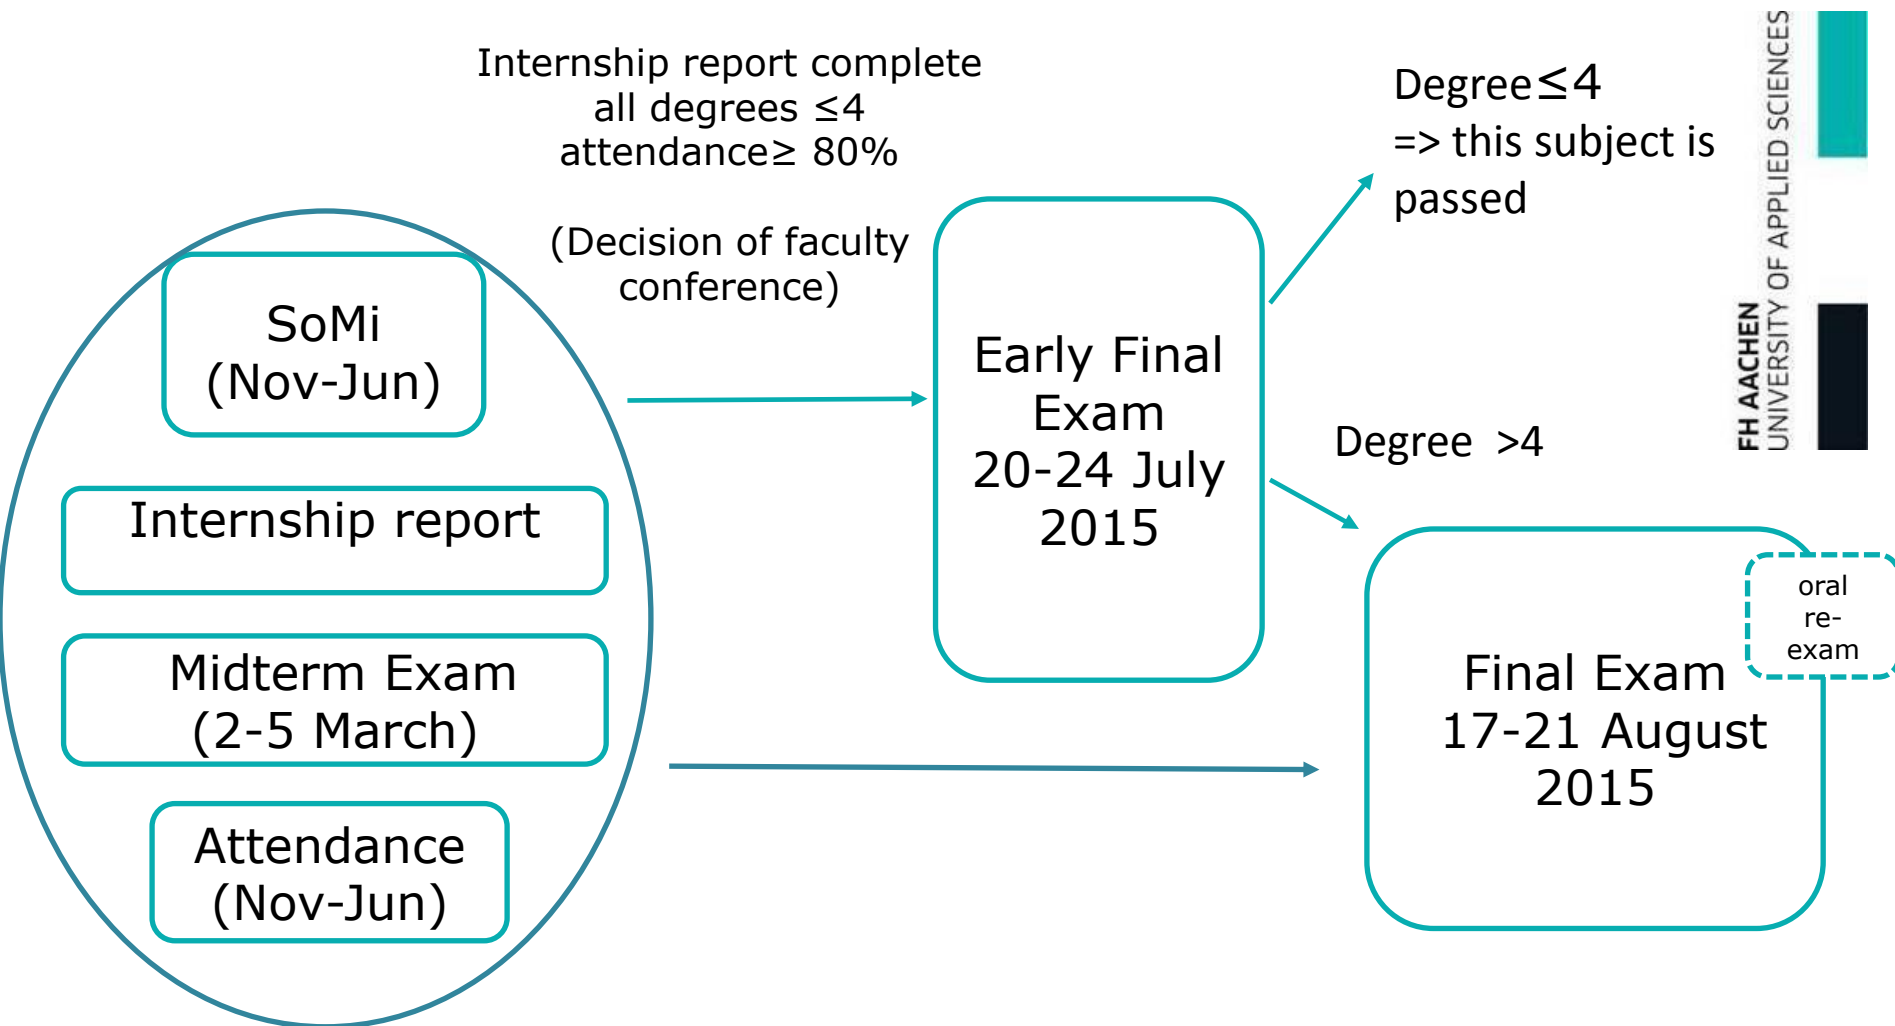 Internship report complete
all degrees ≤4
attendance≥ 80%
(Decision of faculty
conference)
SoMi
(Nov-Jun)
Internship report
Midterm Exam
(2-5 March)
Attendance
(Nov-Jun)
Early Final
Exam
20-24 July
2015
Degree≤4
=> this subject is
passed
Degree >4
Final Exam
17-21 August
2015
oral
re-
exam
FH AACHEN
UNIVERSITY OF APPLIED SCIENCES